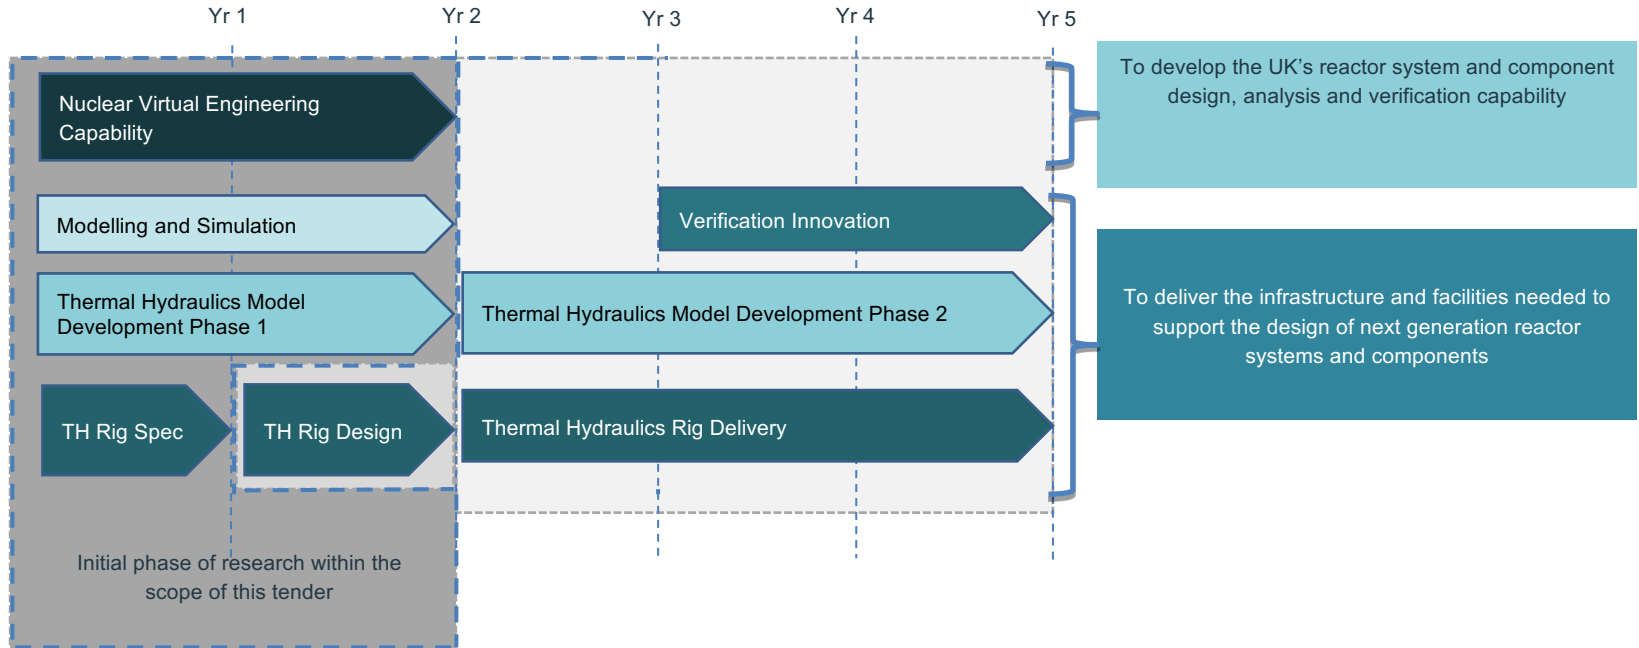 Yr 1
Yr 2
Yr 3
Yr 4
Yr 5
Nuclear Virtual Engineering
Capability
To develop the UK’s reactor system and component
design, analysis and verification capability
Modelling and Simulation
Verification Innovation
Thermal Hydraulics Model
Development Phase 1
Thermal Hydraulics Model Development Phase 2
To deliver the infrastructure and facilities needed to
support the design of next generation reactor
systems and components
TH Rig Spec
TH Rig Design
Thermal Hydraulics Rig Delivery
Initial phase of research within the
scope of this tender